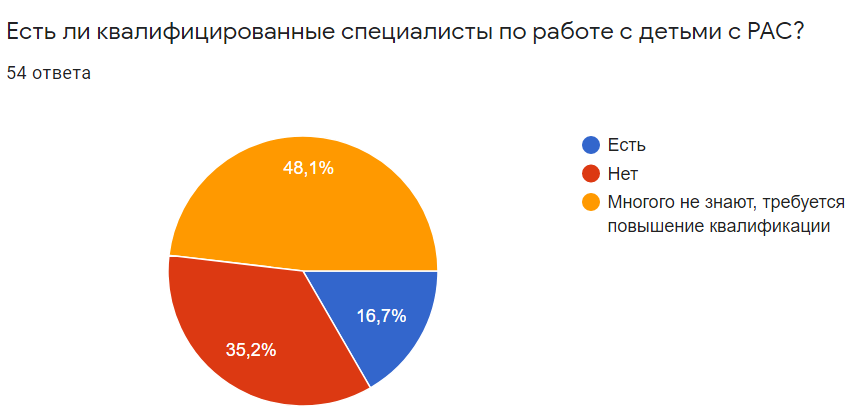 Есть ли квалифицированные специалисты по работе с детьми с РАС?
54 ответа
48,1%
16,7%
35,2%
Есть
Нет
Многого не знают, требуется
повышение квалификации